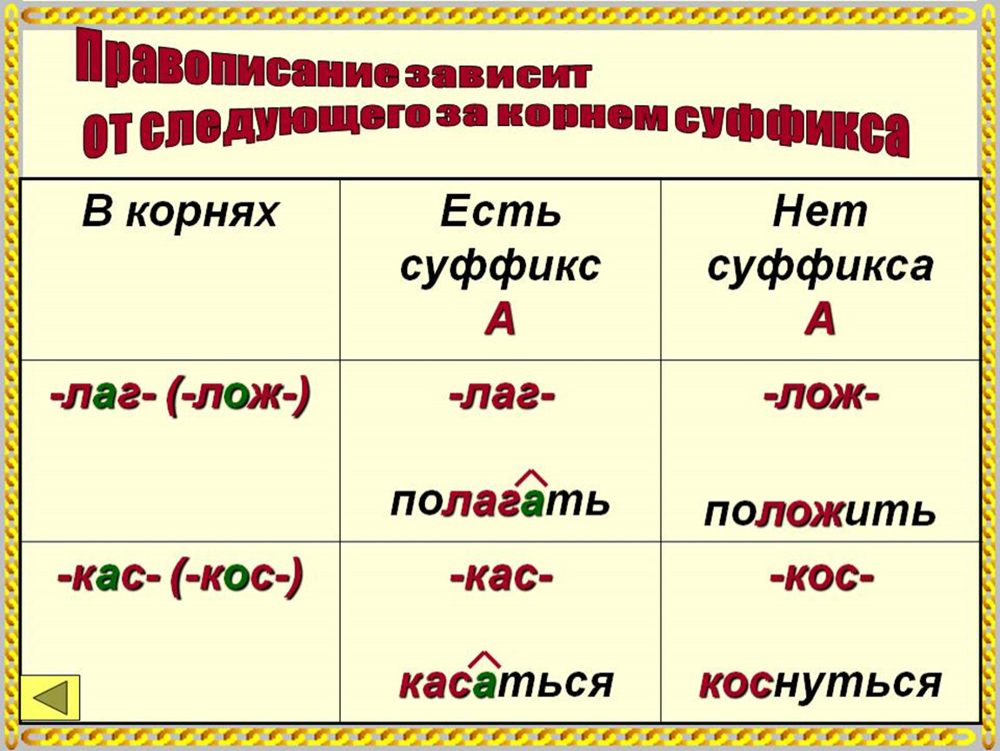 Правописание зависит
от следующего за корнем суффикса
В корнях
Есть
суффикс
А
Нет
суффикса
А
-лаг- (-лож-)
-лаг-
полагать
-лож-
положить
-кас- (-кос-)
-кас-
касаться
-кос-
коснуться